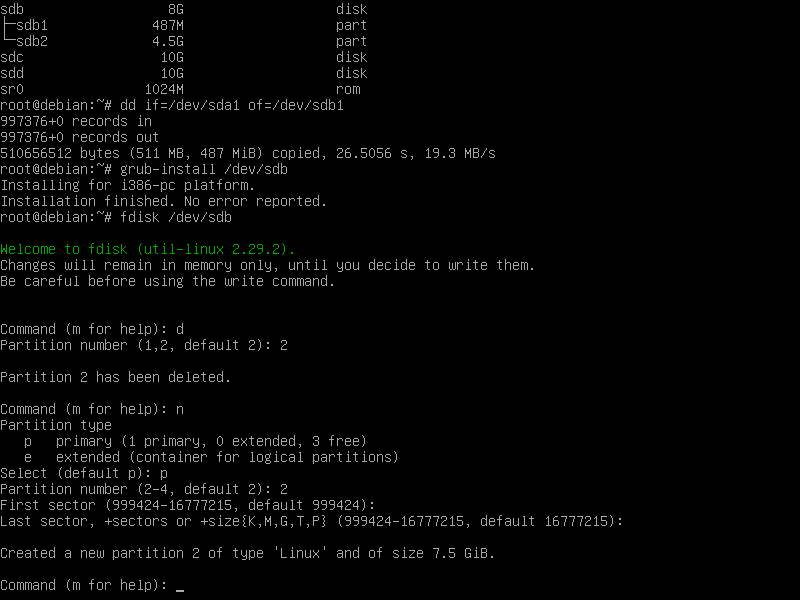 sdb                  8G                   disk
├─sdb1             487M                   part
└─sdb2             4.5G                   part
sdc                 10G                   disk
sdd                 10G                   disk
sr0               1024M                   rom
root@debian:~# dd if=/dev/sda1 of=/dev/sdb1
997376+0 records in
997376+0 records out
510656512 bytes (511 MB, 487 MiB) copied, 26.5056 s, 19.3 MB/s
root@debian:~# grub-install /dev/sdb
Installing for i386-pc platform.
Installation finished. No error reported.
root@debian:~# fdisk /dev/sdb
Welcome to fdisk (util-linux 2.29.2).
Changes will remain in memory only, until you decide to write them.
Be careful before using the write command.
Command (m for help): d
Partition number (1,2, default 2): 2
Partition 2 has been deleted.
Command (m for help): n
Partition type
   p   primary (1 primary, 0 extended, 3 free)
   e   extended (container for logical partitions)
Select (default p): p
Partition number (2-4, default 2): 2
First sector (999424-16777215, default 999424):
Last sector, +sectors or +size{K,M,G,T,P} (999424-16777215, default 16777215):
Created a new partition 2 of type 'Linux' and of size 7.5 GiB.
Command (m for help): _